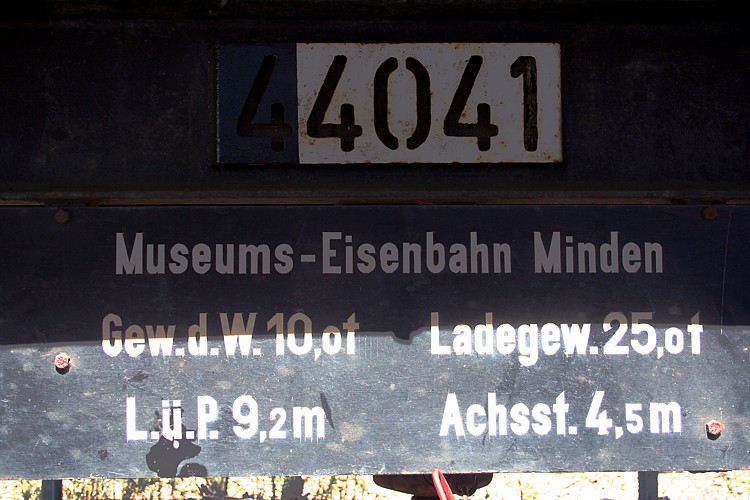 44041
Museums-Eisenbahn Minden
Gew.d.W. 10,0t Ladegew. 25,0t
L.ü.P. 9,2m Achsst. 4,5m